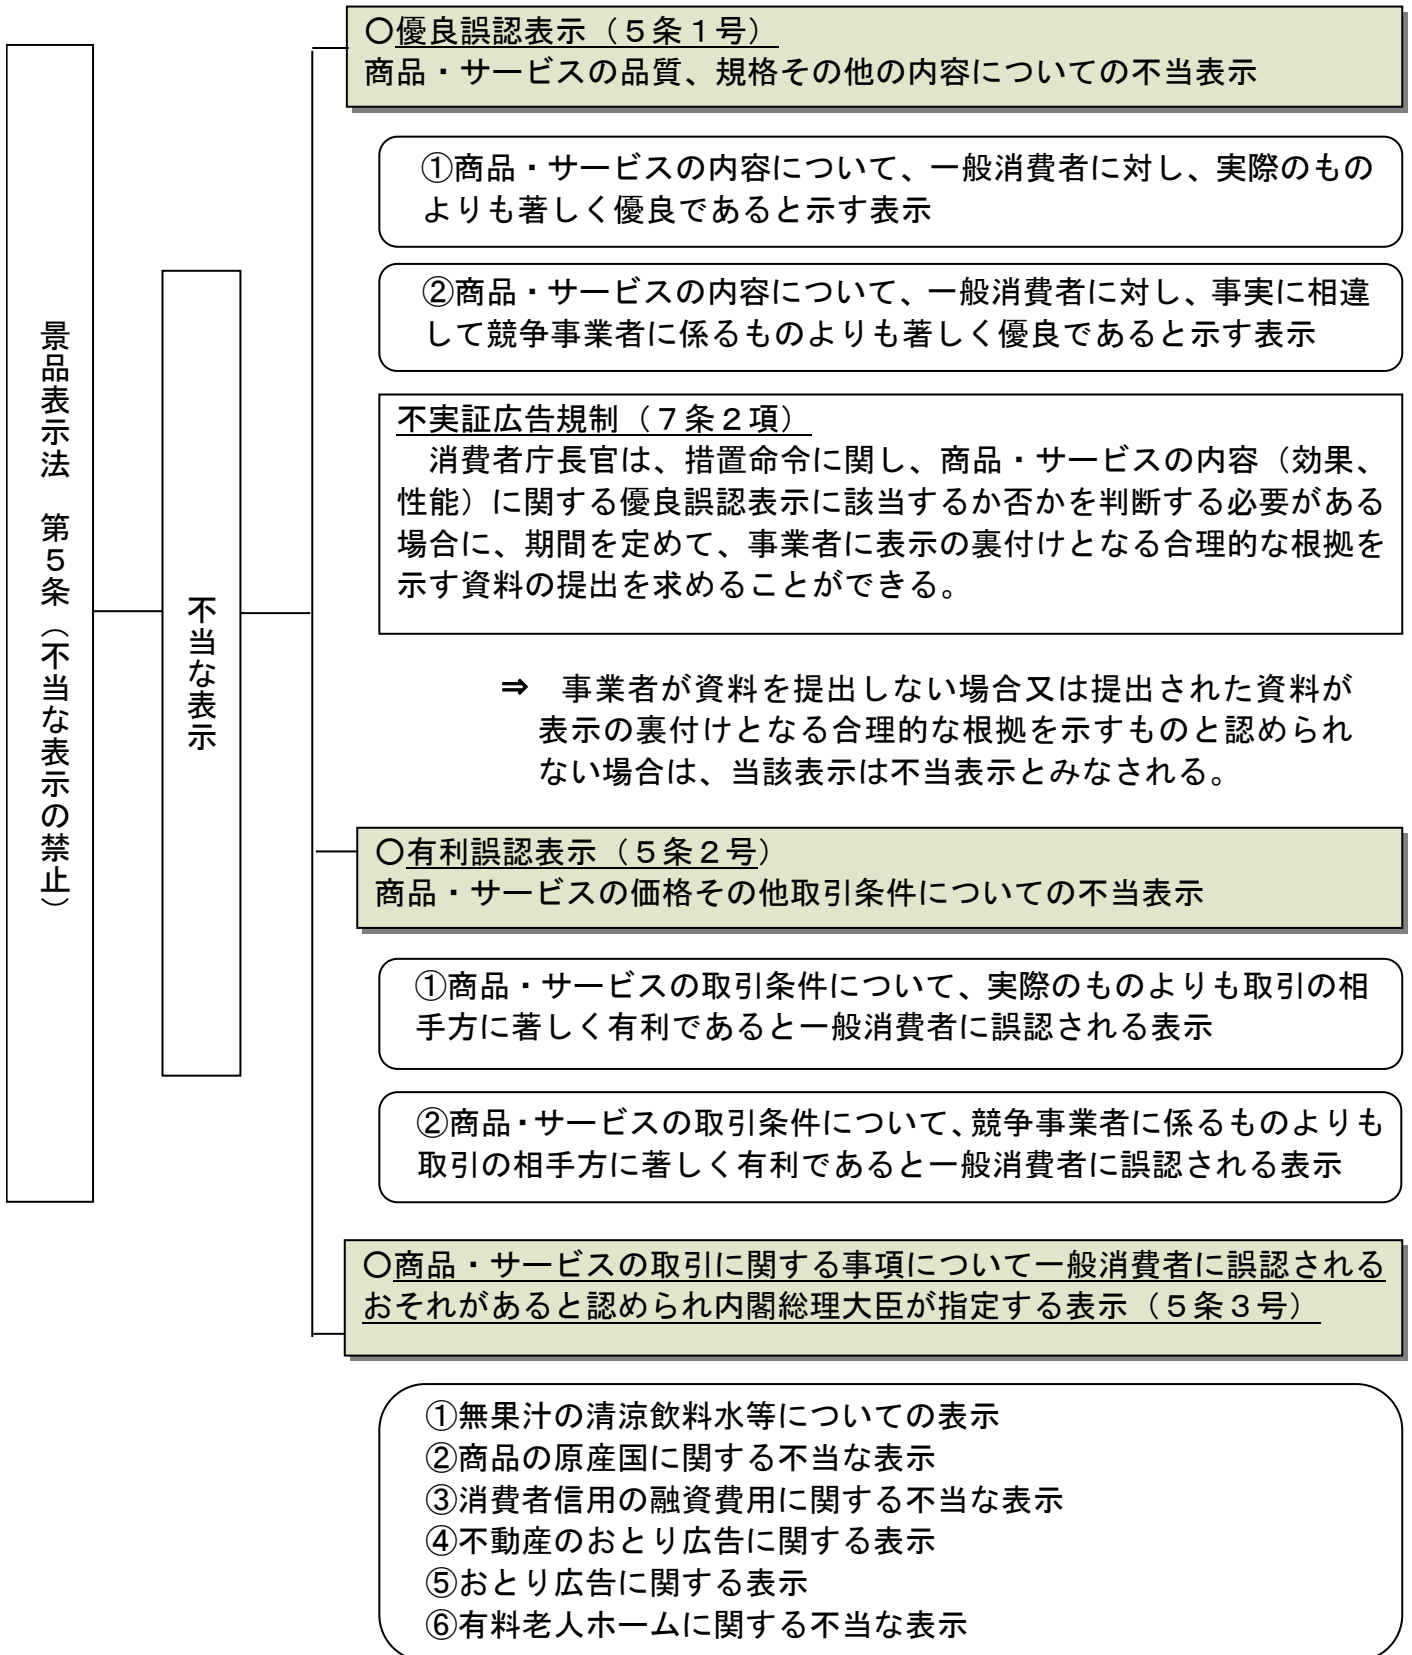 景品表示法　第５条（不当な表示の禁止）
不当な表示
○優良誤認表示（５条１号）
商品・サービスの品質、規格その他の内容についての不当表示
①商品・サービスの内容について、一般消費者に対し、実際のもの
よりも著しく優良であると示す表示
②商品・サービスの内容について、一般消費者に対し、事実に相違
して競争事業者に係るものよりも著しく優良であると示す表示
不実証広告規制（７条２項）
　消費者庁長官は、措置命令に関し、商品・サービスの内容（効果、
性能）に関する優良誤認表示に該当するか否かを判断する必要がある
場合に、期間を定めて、事業者に表示の裏付けとなる合理的な根拠を
示す資料の提出を求めることができる。
⇒　事業者が資料を提出しない場合又は提出された資料が
表示の裏付けとなる合理的な根拠を示すものと認められ
ない場合は、当該表示は不当表示とみなされる。
○有利誤認表示（５条２号）
商品・サービスの価格その他取引条件についての不当表示
①商品・サービスの取引条件について、実際のものよりも取引の相
手方に著しく有利であると一般消費者に誤認される表示
②商品・サービスの取引条件について、競争事業者に係るものよりも
取引の相手方に著しく有利であると一般消費者に誤認される表示
○商品・サービスの取引に関する事項について一般消費者に誤認される
おそれがあると認められ内閣総理大臣が指定する表示（５条３号）
①無果汁の清涼飲料水等についての表示
②商品の原産国に関する不当な表示
③消費者信用の融資費用に関する不当な表示
④不動産のおとり広告に関する表示
⑤おとり広告に関する表示
⑥有料老人ホームに関する不当な表示